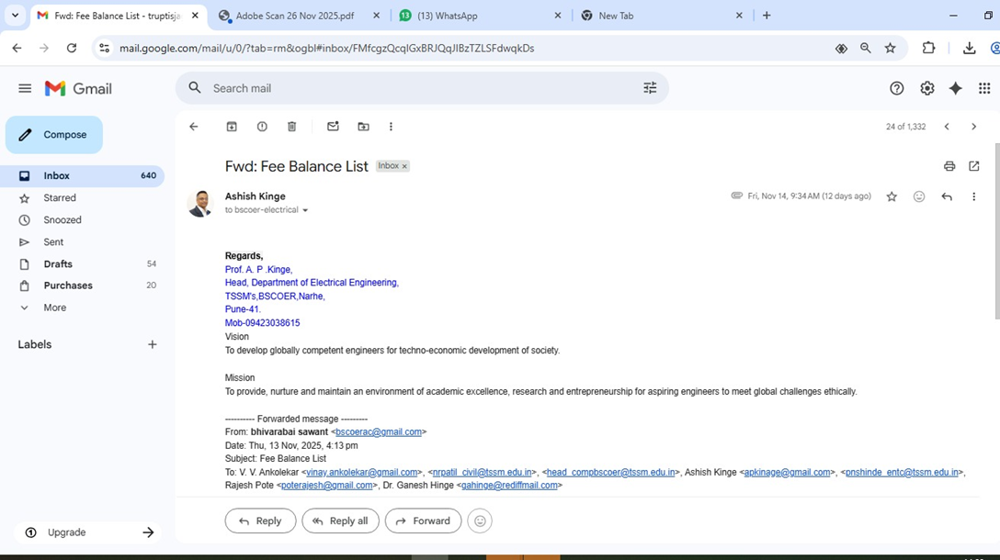 Fwd: Fee Balance List - truptisja
Adobe Scan 26 Nov 2025.pdf
(13) WhatsApp
New Tab
mail.google.com/mail/u/0/?tab=rm&ogbl#inbox/FMfcgzQcqlGxBRJQqJlBzTZLSFdwqkDs
Gmail
Search mail
Compose
24 of 1,332
Inbox 640
Starred
Snoozed
Sent
Drafts 54
Purchases 20
More
Labels
Upgrade
Fwd: Fee Balance List Inbox x
Ashish Kinge
Fri, Nov 14, 9:34 AM (12 days ago)
to bscoer-electrical
Regards,
Prof. A. P .Kinge,
Head, Department of Electrical Engineering,
TSSM's,BSCOER,Narhe,
Pune-41.
Mob-09423038615
Vision
To develop globally competent engineers for techno-economic development of society.
Mission
To provide, nurture and maintain an environment of academic excellence, research and entrepreneurship for aspiring engineers to meet global challenges ethically.
---------- Forwarded message ---------
From: bhivarabai sawant <bscoerac@gmail.com>
Date: Thu, 13 Nov, 2025, 4:13 pm
Subject: Fee Balance List
To: V. V. Ankolekar <vinay.ankolekar@gmail.com>, <nrpatil_civil@tssm.edu.in>, <head_compbscoer@tssm.edu.in>, Ashish Kinge <apkinage@gmail.com>, <pnshinde_entc@tssm.edu.in>,
Rajesh Pote <poterajesh@gmail.com>, Dr. Ganesh Hinge <gahinge@rediffmail.com>
Reply
Reply all
Forward